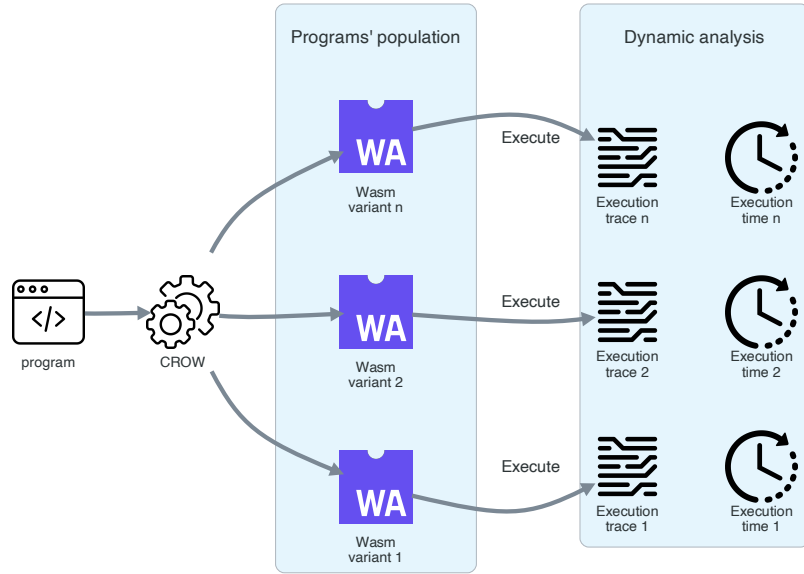 Programs' population
Dynamic analysis
WA
Wasm
variant n
Execute
Execution
trace n
Execution
time n
</>
program
CROW
WA
Wasm
variant 2
Execute
Execution
trace 2
Execution
time 2
WA
Wasm
variant 1
Execute
Execution
trace 1
Execution
time 1